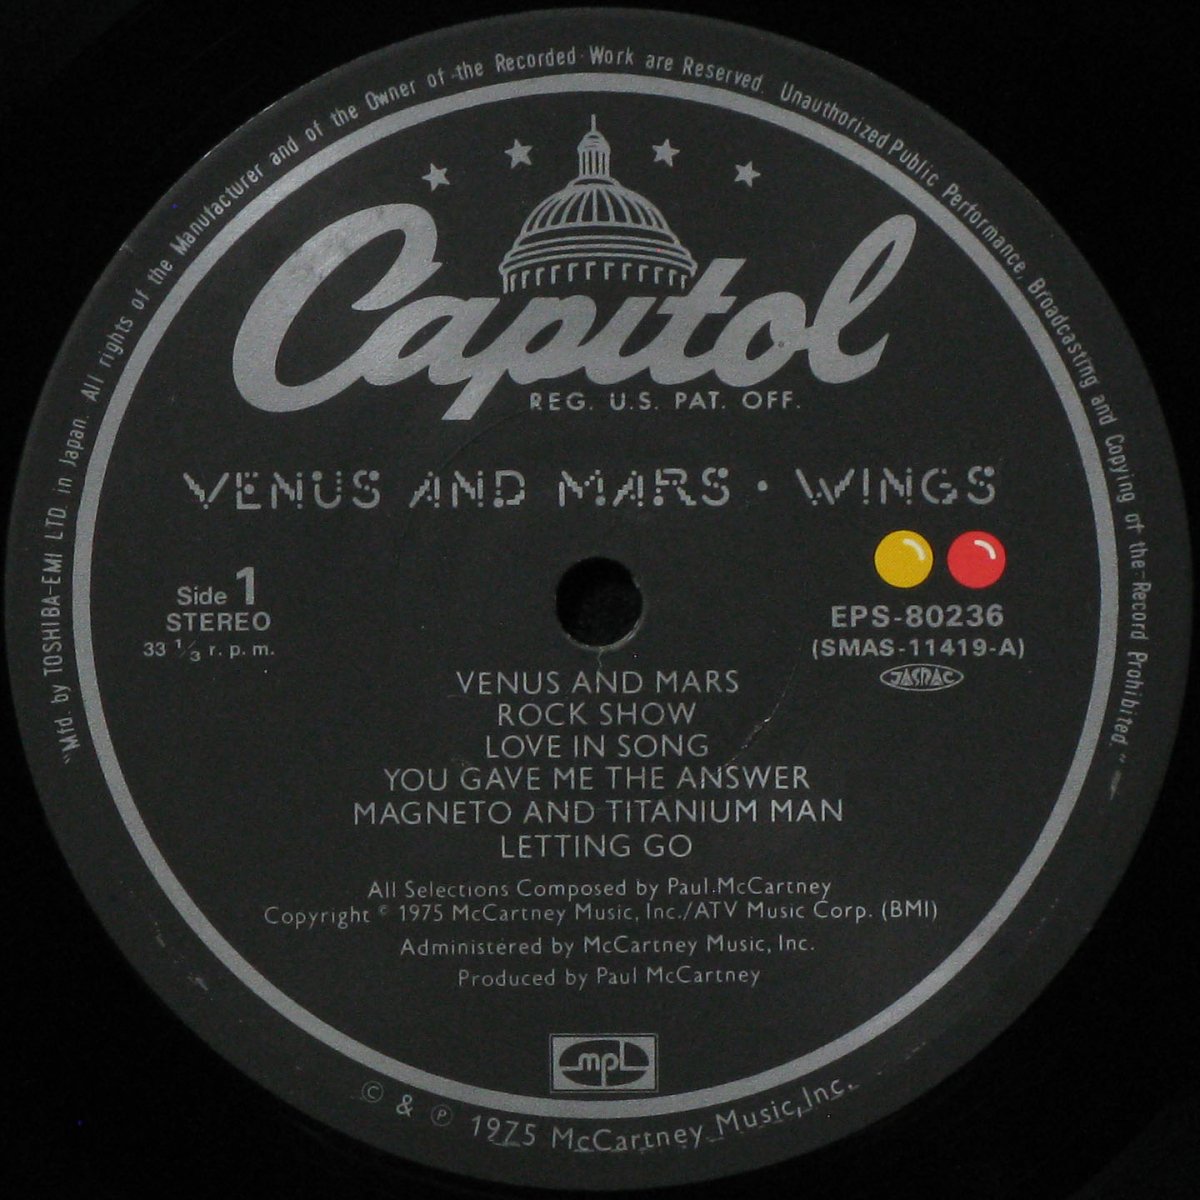 "Mfd. by TOSHIBA-EMI LTD. in Japan. All rights of the Manufacturer and of the Owner of the Recorded Work are Reserved. Unauthorized Public Performance, Broadcasting and Copying of the Record Prohibited."
Capitol
REG. U.S. PAT. OFF.
VENUS AND MARS • WINGS
Side 1
STEREO
33 1/3 r.p.m.
EPS-80236
(SMAS-11419-A)
JASRAC
VENUS AND MARS
ROCK SHOW
LOVE IN SONG
YOU GAVE ME THE ANSWER
MAGNETO AND TITANIUM MAN
LETTING GO
All Selections Composed by Paul McCartney
Copyright © 1975 McCartney Music, Inc./ATV Music Corp. (BMI)
Administered by McCartney Music, Inc.
Produced by Paul McCartney
mpl
© & ℗ 1975 McCartney Music, Inc.